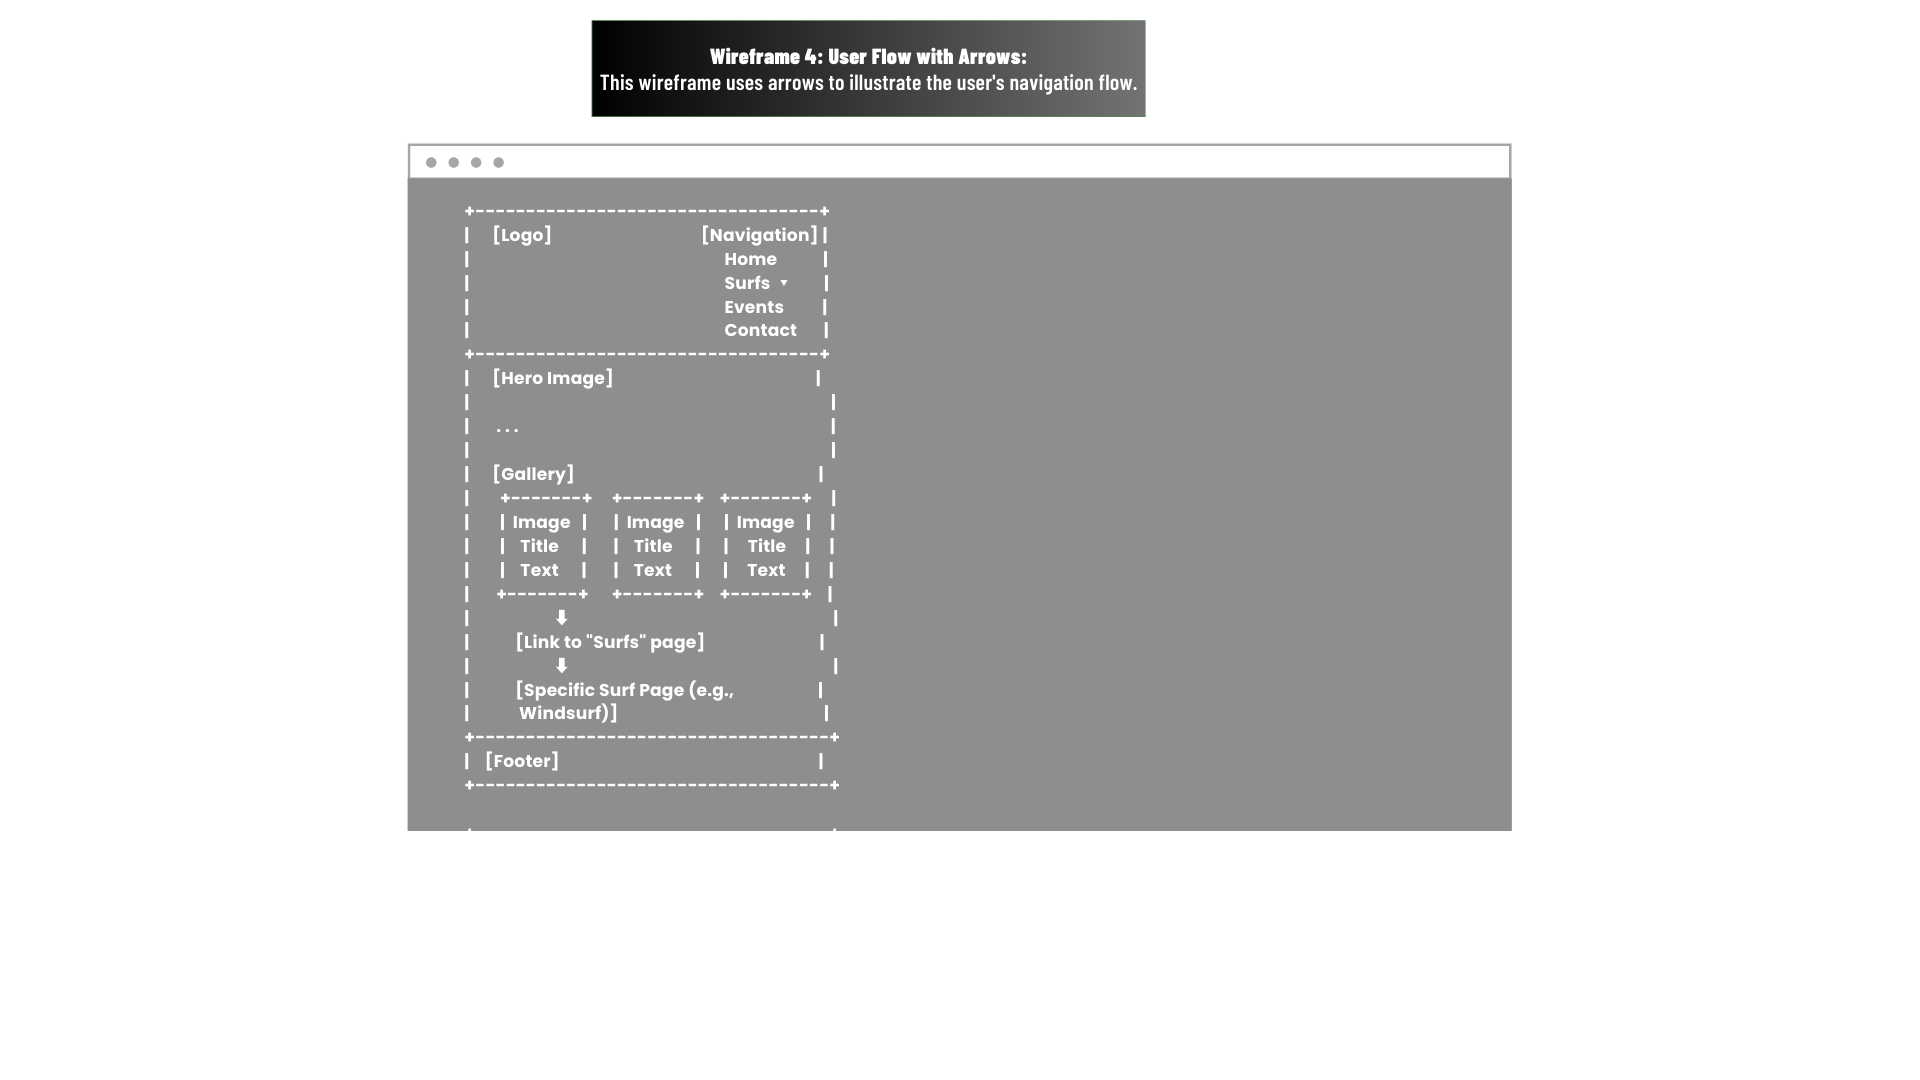 Wireframe 4: User Flow with Arrows:
This wireframe uses arrows to illustrate the user's navigation flow.
+----------------------------------+
| [Logo] [Navigation] |
| Home |
| Surfs ▾ |
| Events |
| Contact |
+----------------------------------+
| [Hero Image] |
| |
| ... |
| |
| [Gallery] |
| +-------+ +-------+ +-------+ |
| | Image | | Image | | Image | |
| | Title | | Title | | Title | |
| | Text | | Text | | Text | |
| +-------+ +-------+ +-------+ |
| ⬇ |
| [Link to "Surfs" page] |
| ⬇ |
| [Specific Surf Page (e.g., |
| Windsurf)] |
+-----------------------------------+
| [Footer] |
+-----------------------------------+